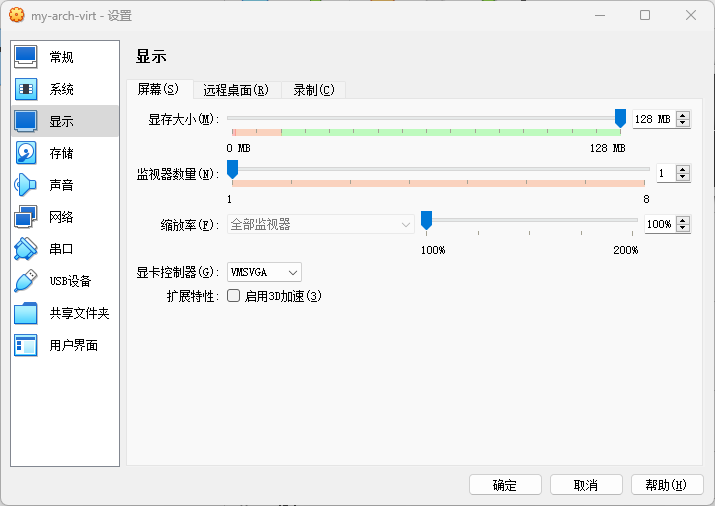 my-arch-virt - 设置
常规
系统
显示
存储
声音
网络
串口
USB设备
共享文件夹
用户界面
显示
屏幕(S) 远程桌面(R) 录制(C)
显存大小(M): 128 MB
0 MB 128 MB
监视器数量(N): 1
1 8
缩放率(F): 全部监视器 100%
100% 200%
显卡控制器(G): VMSVGA
扩展特性: 启用3D加速(3)
确定 取消 帮助(H)